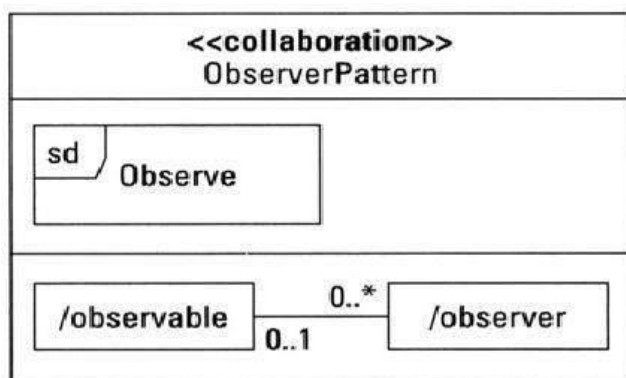 <<collaboration>>
ObserverPattern
sd
Observe
/observable
0..1
0..*
/observer